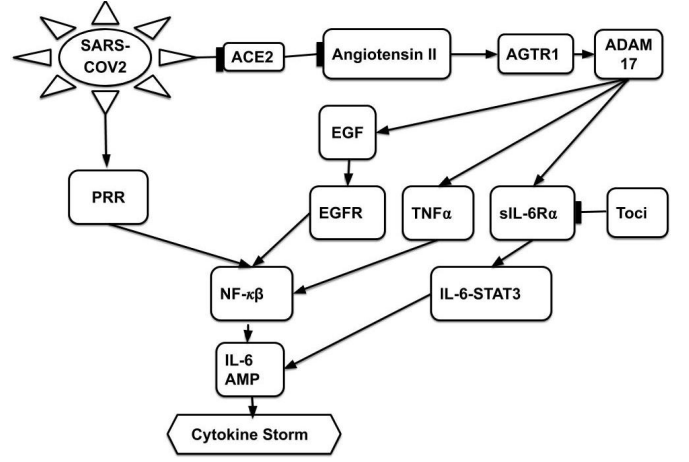 SARS-
COV2
ACE2
Angiotensin II
AGTR1
ADAM
17
EGF
PRR
EGFR
TNFα
sIL-6Rα
Toci
NF-κβ
IL-6-STAT3
IL-6
AMP
Cytokine Storm